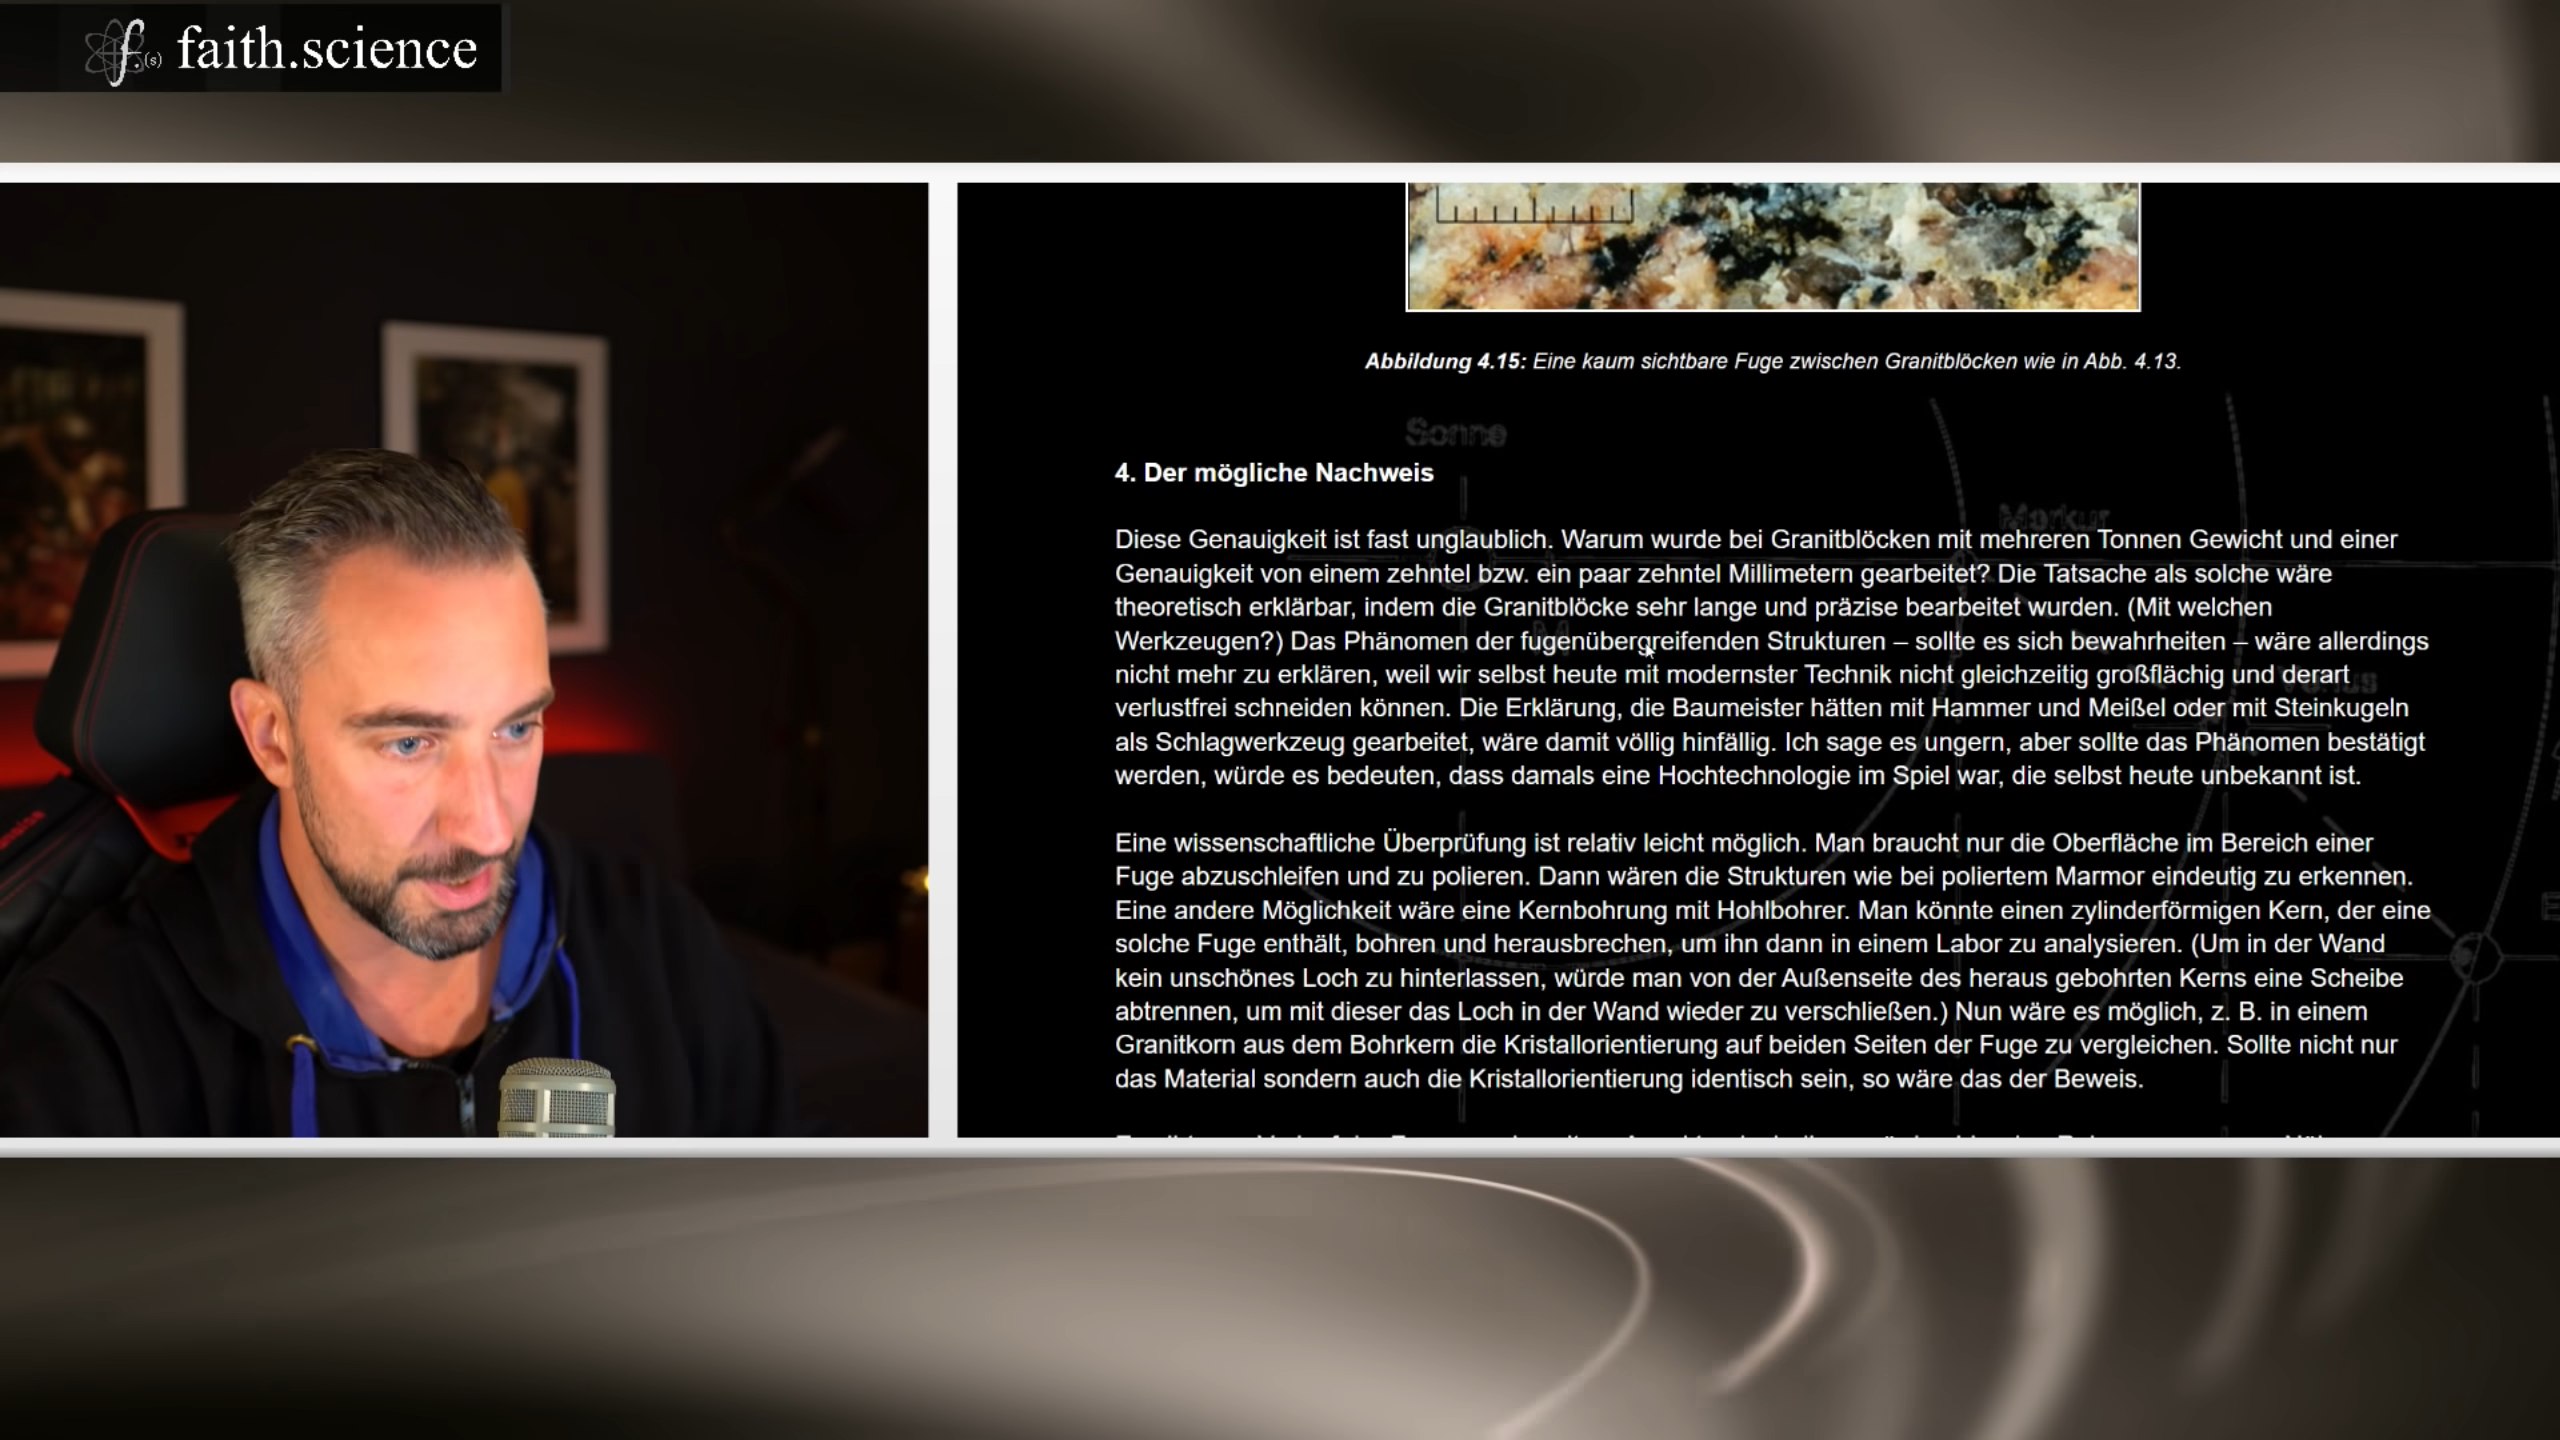 f.(s) faith.science
Abbildung 4.15: Eine kaum sichtbare Fuge zwischen Granitblöcken wie in Abb. 4.13.
Sonne
4. Der mögliche Nachweis
Merkur
Diese Genauigkeit ist fast unglaublich. Warum wurde bei Granitblöcken mit mehreren Tonnen Gewicht und einer
Genauigkeit von einem zehntel bzw. ein paar zehntel Millimetern gearbeitet? Die Tatsache als solche wäre
theoretisch erklärbar, indem die Granitblöcke sehr lange und präzise bearbeitet wurden. (Mit welchen
Werkzeugen?) Das Phänomen der fugenübergreifenden Strukturen – sollte es sich bewahrheiten – wäre allerdings
nicht mehr zu erklären, weil wir selbst heute mit modernster Technik nicht gleichzeitig großflächig und derart
Venus
verlustfrei schneiden können. Die Erklärung, die Baumeister hätten mit Hammer und Meißel oder mit Steinkugeln
als Schlagwerkzeug gearbeitet, wäre damit völlig hinfällig. Ich sage es ungern, aber sollte das Phänomen bestätigt
werden, würde es bedeuten, dass damals eine Hochtechnologie im Spiel war, die selbst heute unbekannt ist.
Eine wissenschaftliche Überprüfung ist relativ leicht möglich. Man braucht nur die Oberfläche im Bereich einer
Fuge abzuschleifen und zu polieren. Dann wären die Strukturen wie bei poliertem Marmor eindeutig zu erkennen.
Eine andere Möglichkeit wäre eine Kernbohrung mit Hohlbohrer. Man könnte einen zylinderförmigen Kern, der eine
solche Fuge enthält, bohren und herausbrechen, um ihn dann in einem Labor zu analysieren. (Um in der Wand
kein unschönes Loch zu hinterlassen, würde man von der Außenseite des heraus gebohrten Kerns eine Scheibe
abtrennen, um mit dieser das Loch in der Wand wieder zu verschließen.) Nun wäre es möglich, z. B. in einem
Granitkorn aus dem Bohrkern die Kristallorientierung auf beiden Seiten der Fuge zu vergleichen. Sollte nicht nur
das Material sondern auch die Kristallorientierung identisch sein, so wäre das der Beweis.